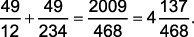 49/12 + 49/234 = 2009/468 = 4 137/468.